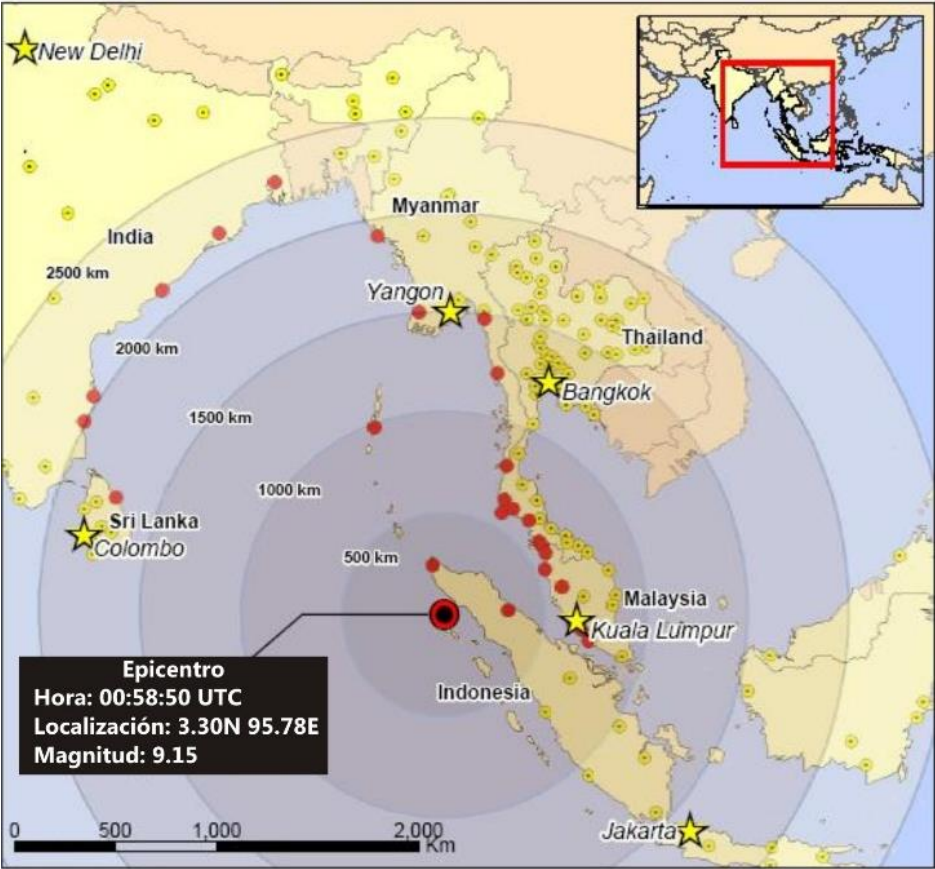 New Delhi
Myanmar
India
2500 km
Yangon
2000 km
Thailand
Bangkok
1500 km
1000 km
Sri Lanka
Colombo
500 km
Malaysia
Kuala Lumpur
Indonesia
Epicentro
Hora: 00:58:50 UTC
Localización: 3.30N 95.78E
Magnitud: 9.15
0 500 1,000 2,000
Km
Jakarta